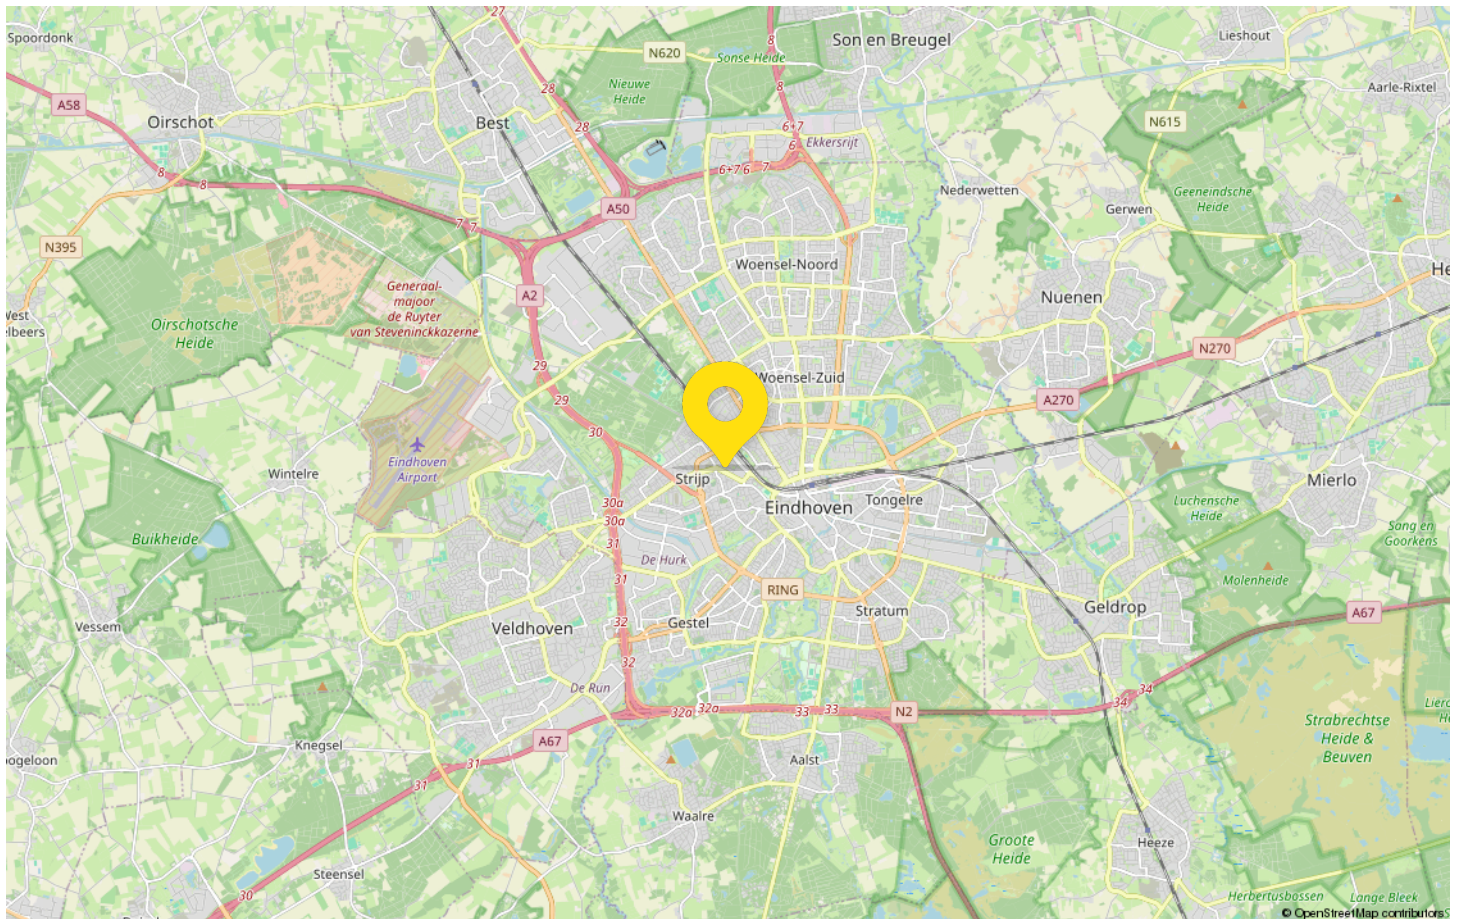 27
Spoordonk
8
Son en Breugel
Lieshout
N620
Sonse Heide
Nieuwe
Heide
28
8
Aarle-Rixtel
A58
Oirschot
Best
28
6+7
N615
6
Ekkersrijt
8
8
6+7
6
7
Nederwetten
Geeneindsche
Heide
A50
Gerwen
7
7
N395
Woensel-Noord
He
Generaal-
majoor
de Ruyter
van Steveninckkazerne
A2
Nuenen
Oirschotsche
Heide
N270
29
Woensel-Zuid
29
A270
30
Eindhoven
Airport
Wintelre
Strijp
Mierlo
30a
30a
Eindhoven
Tongelre
Luchensche
Heide
Sang en
Goorkens
Buikheide
31
De Hurk
31
RING
Molenheide
Vessem
32
Veldhoven
Gestel
Stratum
Geldrop
A67
32
De Run
34
34
32a
32a
33
33
N2
Strabrechtse
Heide &
Beuven
Knegsel
A67
Aalst
31
31
Waalre
Groote
Heide
Heeze
Steensel
30
Herbertusbossen
Lange Bleek
© OpenStreetMap contributors